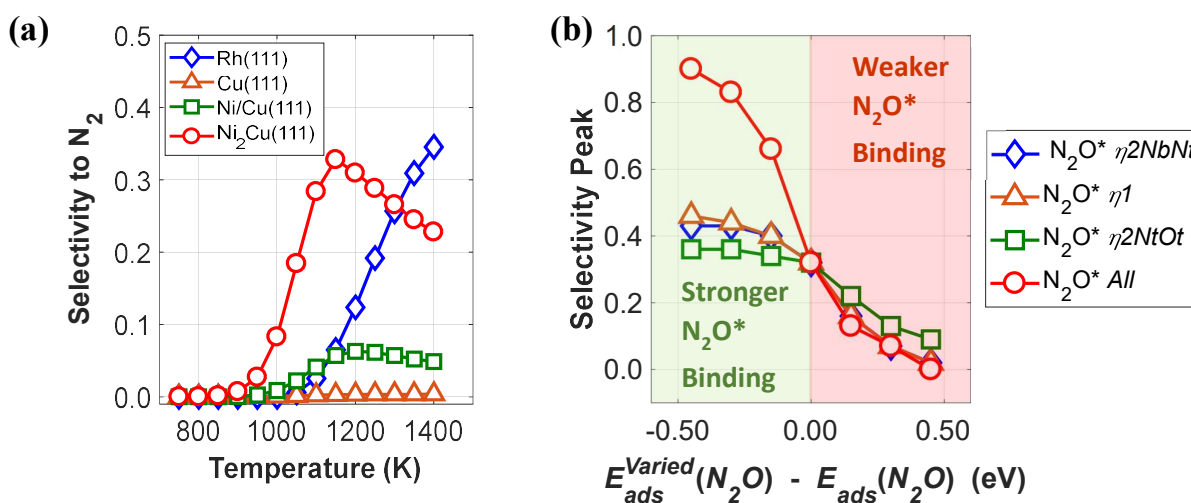 (a)
0.5
0.4
0.3
0.2
0.1
0.0
Selectivity to N₂
Rh(111)
Cu(111)
Ni/Cu(111)
Ni₂Cu(111)
800
1000
1200
1400
Temperature (K)
(b)
1.0
0.8
0.6
0.4
0.2
0.0
Selectivity Peak
Weaker
N₂O*
Binding
Stronger
N₂O*
Binding
-0.50
0.00
0.50
E_ads^Varied(N₂O) - E_ads(N₂O) (eV)
N₂O* η2NbNt
N₂O* η1
N₂O* η2NtOt
N₂O* All